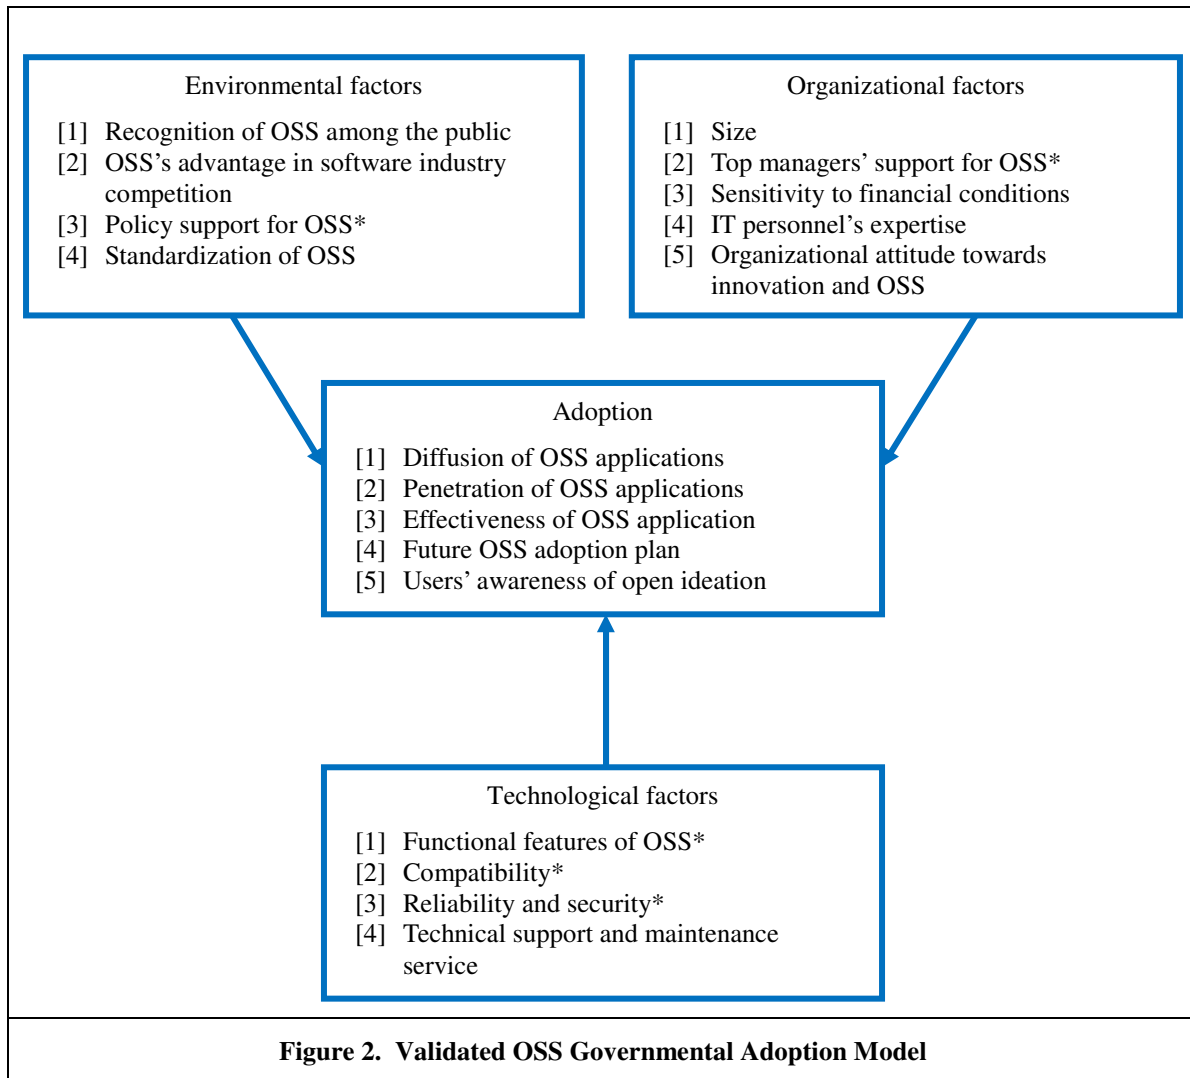 Environmental factors
[1] Recognition of OSS among the public
[2] OSS’s advantage in software industry
competition
[3] Policy support for OSS*
[4] Standardization of OSS
Organizational factors
[1] Size
[2] Top managers’ support for OSS*
[3] Sensitivity to financial conditions
[4] IT personnel’s expertise
[5] Organizational attitude towards
innovation and OSS
Adoption
[1] Diffusion of OSS applications
[2] Penetration of OSS applications
[3] Effectiveness of OSS application
[4] Future OSS adoption plan
[5] Users’ awareness of open ideation
Technological factors
[1] Functional features of OSS*
[2] Compatibility*
[3] Reliability and security*
[4] Technical support and maintenance
service
Figure 2. Validated OSS Governmental Adoption Model